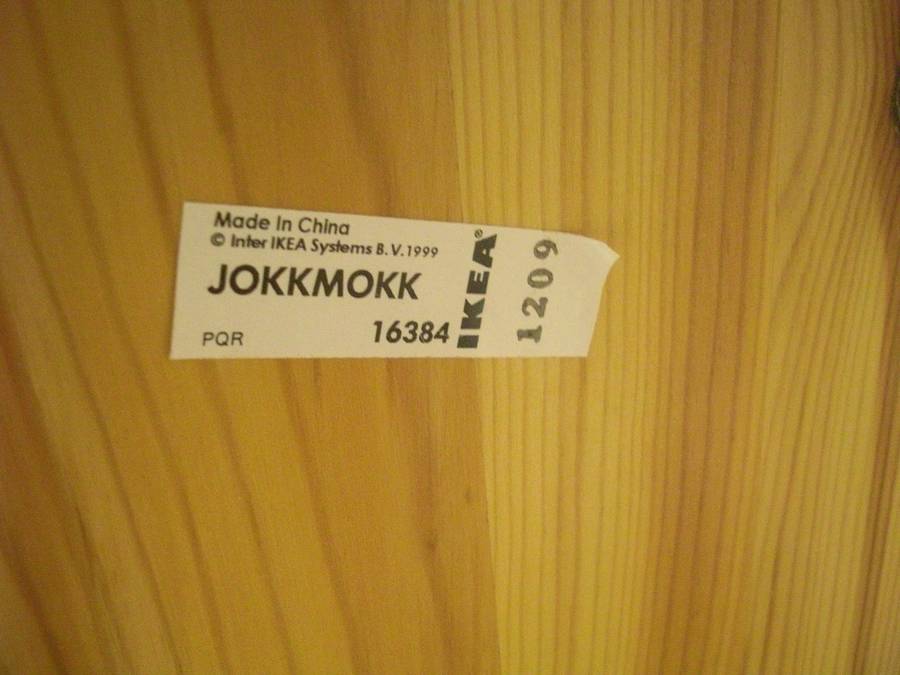 Made In China
© Inter IKEA Systems B.V.1999
JOKKMOKK
PQR 16384
IKEA®
1209